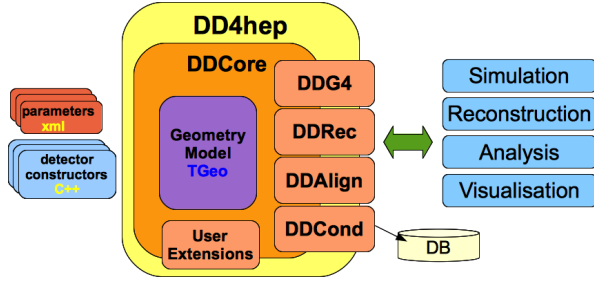 DD4hep
DDCore
DDG4
DDRec
DDAlign
DDCond
Geometry
Model
TGeo
User
Extensions
parameters
xml
detector
constructors
C++
Simulation
Reconstruction
Analysis
Visualisation
DB